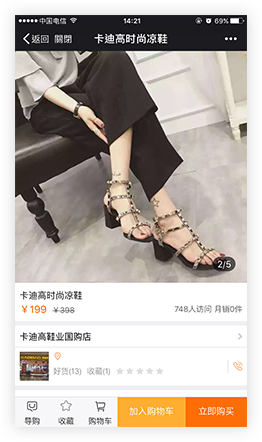 中国电信 14:21 69%
返回 關閉 卡迪高时尚凉鞋
2/5
卡迪高时尚凉鞋
¥199 ¥398 748人访问 月销0件
卡迪高鞋业国购店
好货(13) 收藏(1)
导购 收藏 购物车 加入购物车 立即购买